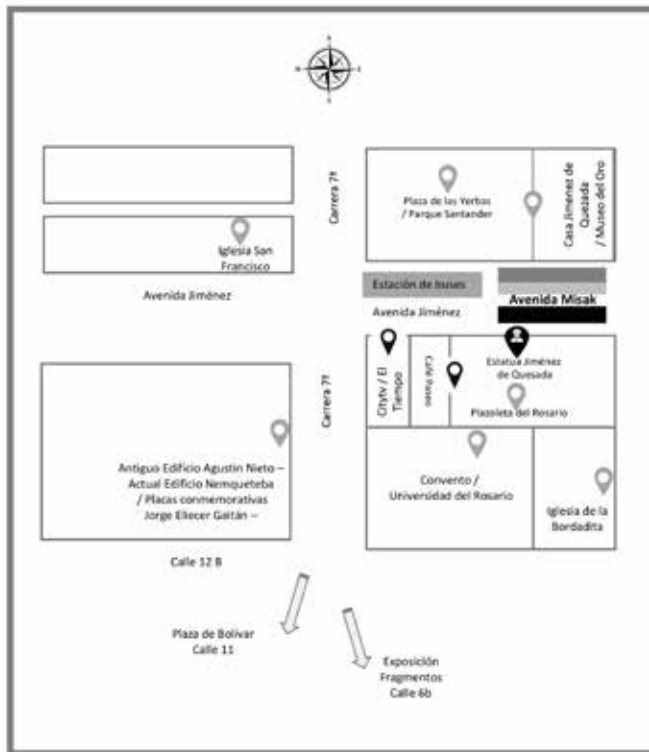 Carrera 7ª
Plaza de las Yerbas
/ Parque Santander
Casa Jimenez de
Quezada
/ Museo del Oro
Iglesia San
Francisco
Avenida Jiménez
Estación de buses
Avenida Misak
Avenida Jiménez
Citytv / El
Tiempo
Café Pasaje
Estatua Jiménez
de Quesada
Plazoleta del Rosario
Carrera 7ª
Antiguo Edificio Agustín Nieto –
Actual Edificio Nemqueteba
/ Placas conmemorativas
Jorge Eliecer Gaitán –
Convento /
Universidad del Rosario
Iglesia de la
Bordadita
Calle 12 B
Plaza de Bolívar
Calle 11
Exposición
Fragmentos
Calle 6b